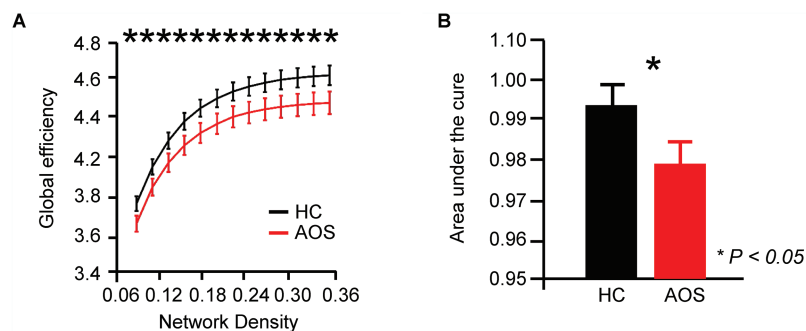 A
*************
4.8
4.6
4.4
4.2
3.8
3.6
3.4
Global efficiency
HC
AOS
0.06 0.12 0.18 0.24 0.30 0.36
Network Density
B
1.10
1.00
0.99
0.98
0.97
0.96
0.95
Area under the cure
*
* P < 0.05
HC AOS